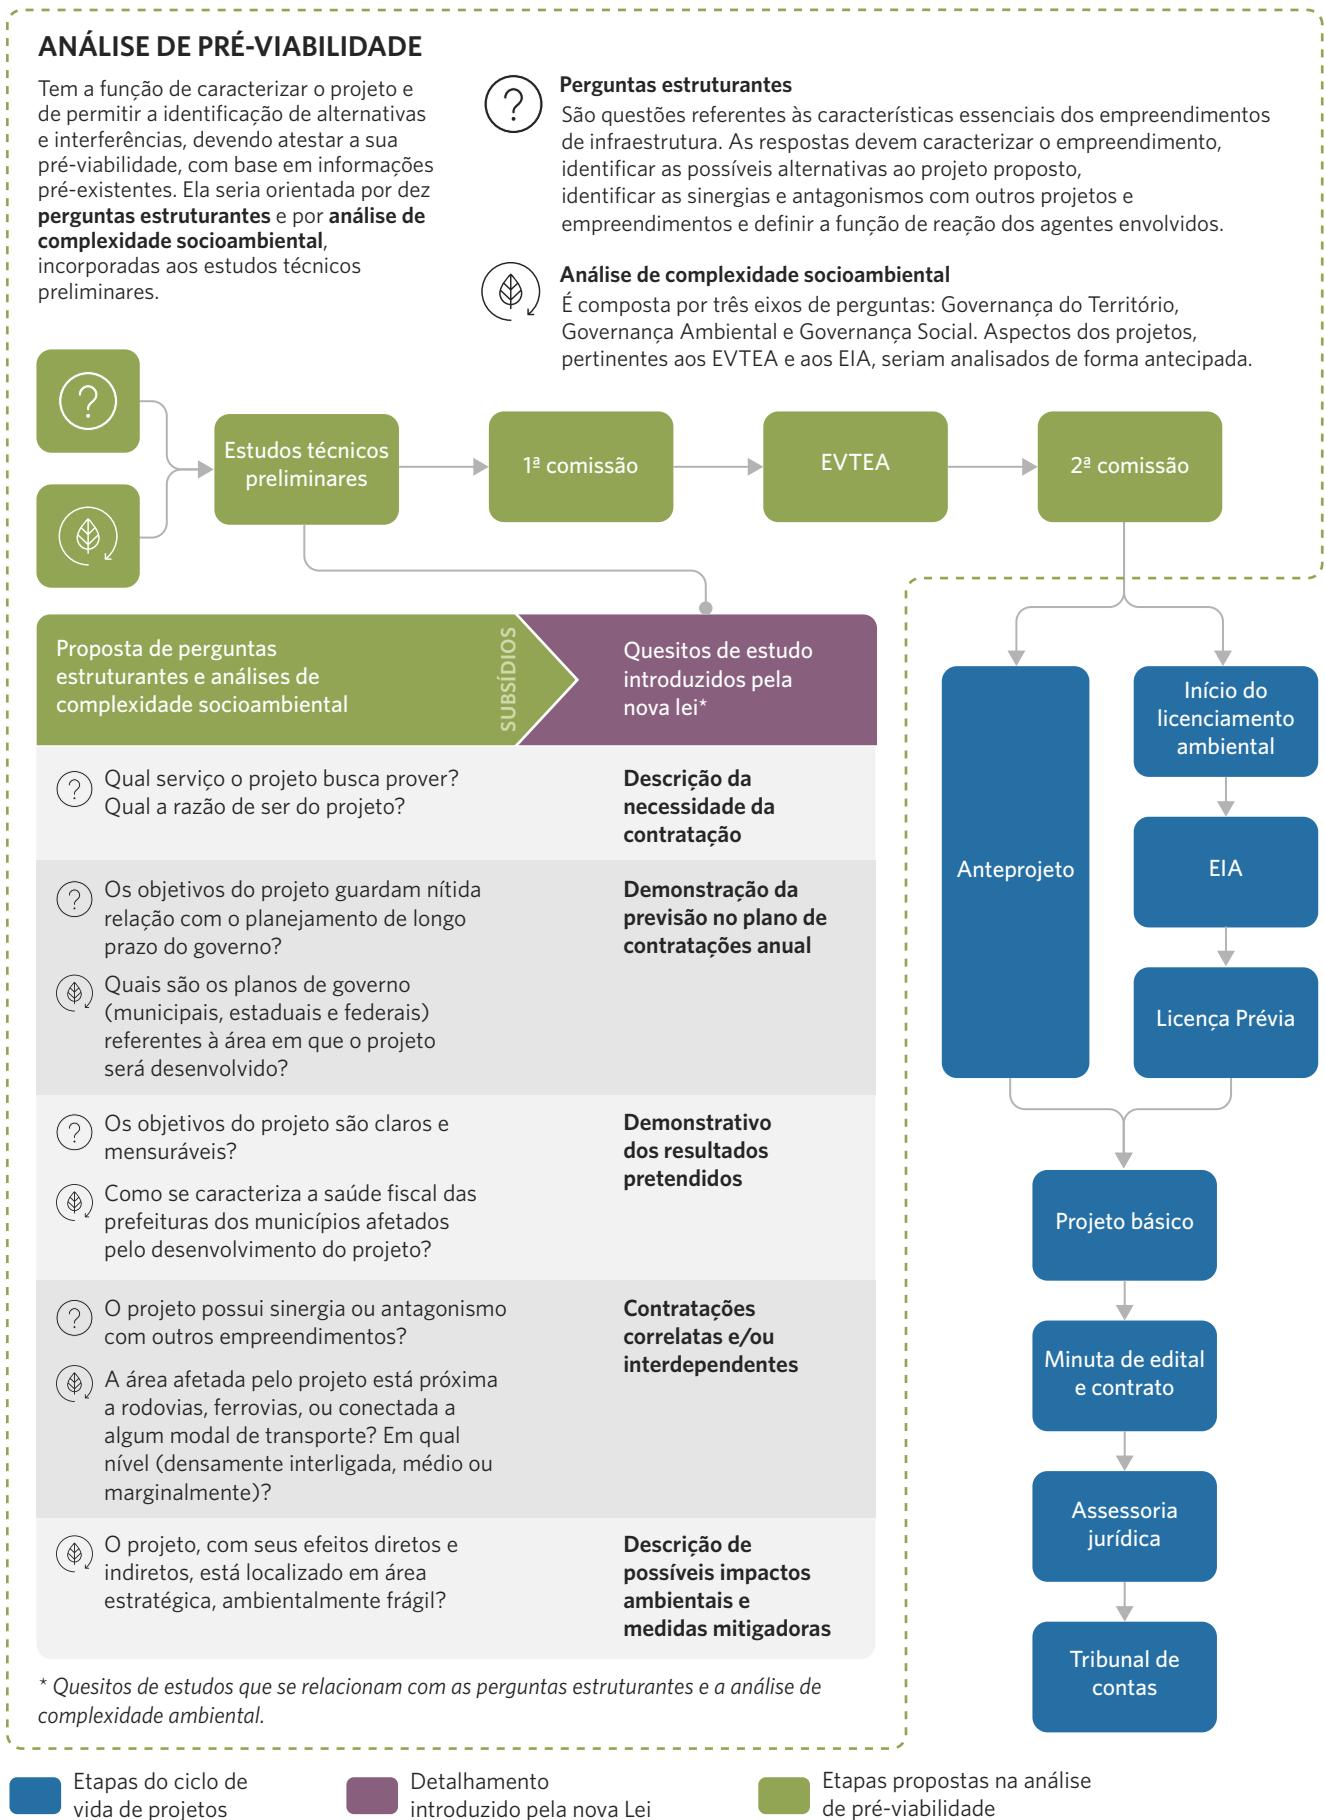 ANÁLISE DE PRÉ-VIABILIDADE
Tem a função de caracterizar o projeto e
de permitir a identificação de alternativas
e interferências, devendo atestar a sua
pré-viabilidade, com base em informações
pré-existentes. Ela seria orientada por dez
perguntas estruturantes e por análise de
complexidade socioambiental,
incorporadas aos estudos técnicos
preliminares.
?
Perguntas estruturantes
São questões referentes às características essenciais dos empreendimentos
de infraestrutura. As respostas devem caracterizar o empreendimento,
identificar as possíveis alternativas ao projeto proposto,
identificar as sinergias e antagonismos com outros projetos e
empreendimentos e definir a função de reação dos agentes envolvidos.
Análise de complexidade socioambiental
É composta por três eixos de perguntas: Governança do Território,
Governança Ambiental e Governança Social. Aspectos dos projetos,
pertinentes aos EVTEA e aos EIA, seriam analisados de forma antecipada.
?
Estudos técnicos
preliminares
1ª comissão
EVTEA
2ª comissão
Proposta de perguntas
estruturantes e análises de
complexidade socioambiental
SUBSÍDIOS
Quesitos de estudo
introduzidos pela
nova lei*
?
Qual serviço o projeto busca prover?
Qual a razão de ser do projeto?
Descrição da
necessidade da
contratação
?
Os objetivos do projeto guardam nítida
relação com o planejamento de longo
prazo do governo?
Quais são os planos de governo
(municipais, estaduais e federais)
referentes à área em que o projeto
será desenvolvido?
Demonstração da
previsão no plano de
contratações anual
?
Os objetivos do projeto são claros e
mensuráveis?
Como se caracteriza a saúde fiscal das
prefeituras dos municípios afetados
pelo desenvolvimento do projeto?
Demonstrativo
dos resultados
pretendidos
?
O projeto possui sinergia ou antagonismo
com outros empreendimentos?
A área afetada pelo projeto está próxima
a rodovias, ferrovias, ou conectada a
algum modal de transporte? Em qual
nível (densamente interligada, médio ou
marginalmente)?
Contratações
correlatas e/ou
interdependentes
O projeto, com seus efeitos diretos e
indiretos, está localizado em área
estratégica, ambientalmente frágil?
Descrição de
possíveis impactos
ambientais e
medidas mitigadoras
* Quesitos de estudos que se relacionam com as perguntas estruturantes e a análise de
complexidade ambiental.
Anteprojeto
Início do
licenciamento
ambiental
EIA
Licença Prévia
Projeto básico
Minuta de edital
e contrato
Assessoria
jurídica
Tribunal de
contas
Etapas do ciclo de
vida de projetos
Detalhamento
introduzido pela nova Lei
Etapas propostas na análise
de pré-viabilidade